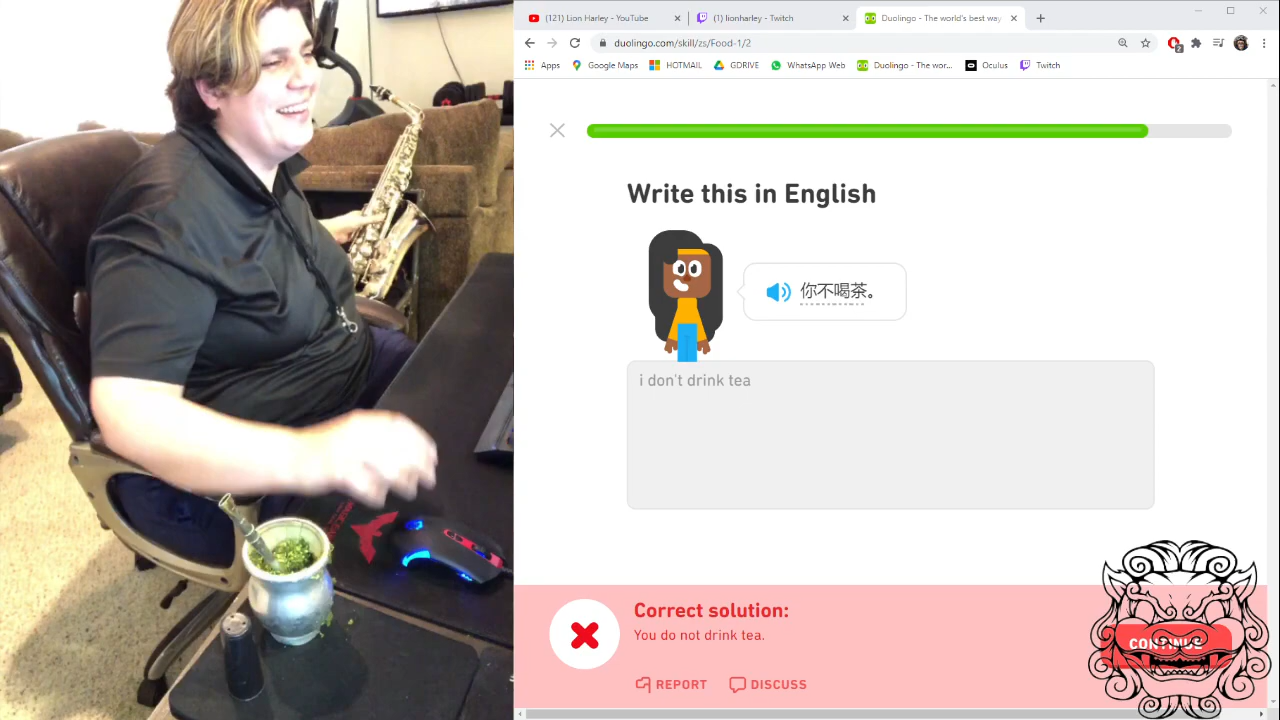 (121) Lion Harley - YouTube
(1) lionharley - Twitch
Duolingo - The world's best way
duolingo.com/skill/zs/Food-1/2
2
Apps
Google Maps
HOTMAIL
GDRIVE
WhatsApp Web
Duolingo - The wor...
Oculus
Twitch
Write this in English
你不喝茶。
i don't drink tea
Correct solution:
You do not drink tea.
CONTINUE
REPORT
DISCUSS